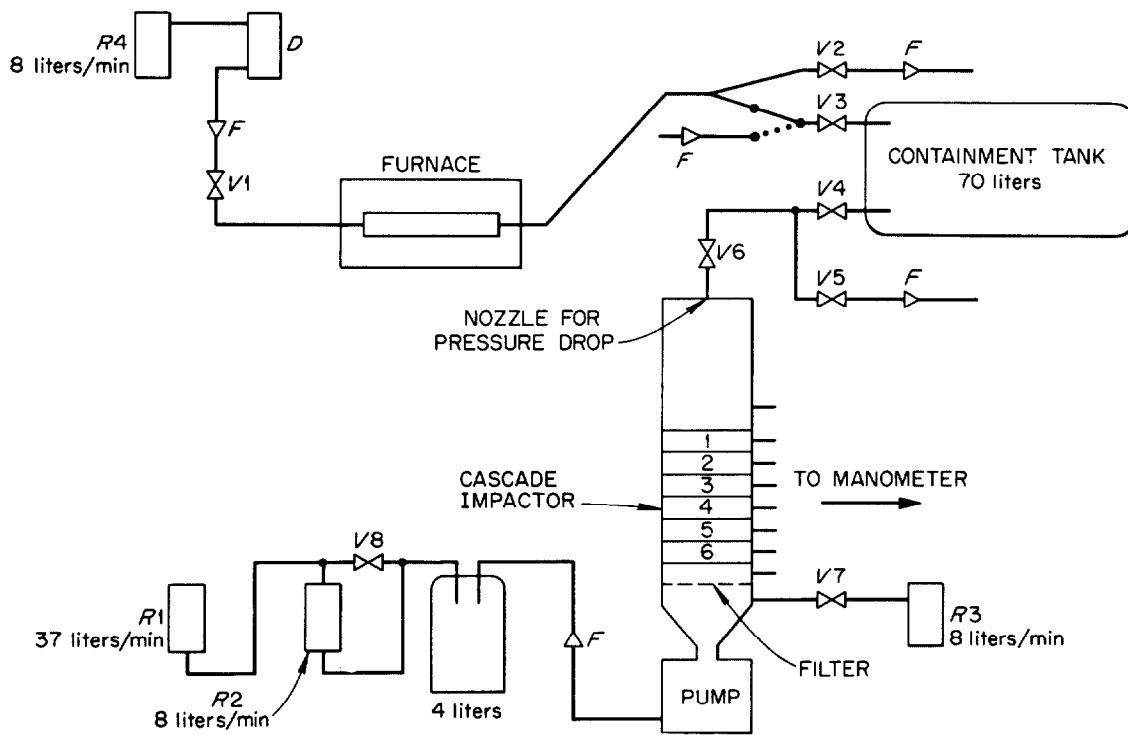 R4
8 liters/min
D
F
V1
FURNACE
V2
F
V3
F
CONTAINMENT TANK
70 liters
V4
V6
V5
F
NOZZLE FOR
PRESSURE DROP
1
2
3
4
5
6
CASCADE
IMPACTOR
TO MANOMETER
V8
V7
R1
37 liters/min
R2
8 liters/min
4 liters
F
R3
8 liters/min
FILTER
PUMP